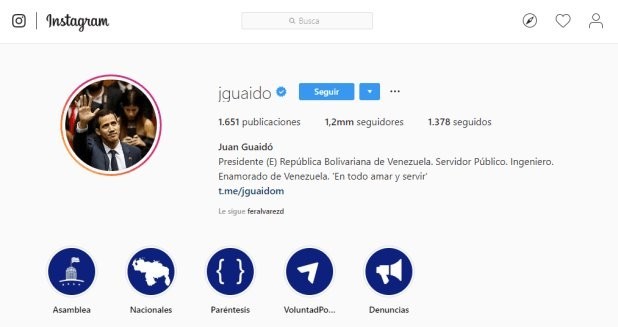 Instagram
Busca
jguaido Seguir
1.651 publicaciones 1,2mm seguidores 1.378 seguidos
Juan Guaidó
Presidente (E) República Bolivariana de Venezuela. Servidor Público. Ingeniero.
Enamorado de Venezuela. 'En todo amar y servir'
t.me/jguaidom
Le sigue feralvarezd
Asamblea Nacionales Paréntesis VoluntadPo... Denuncias